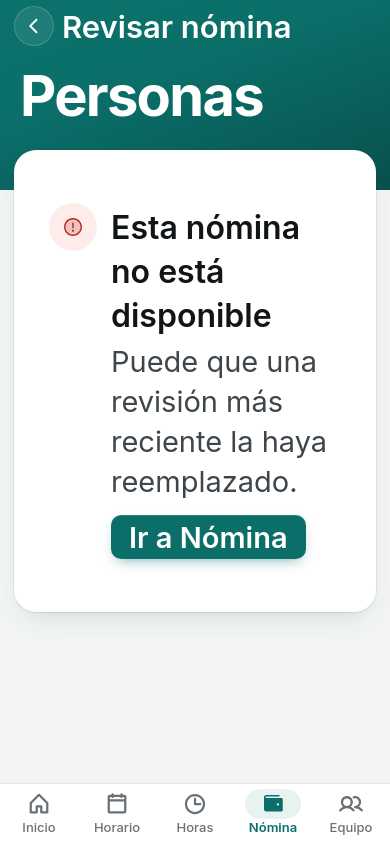 Revisar nómina
Personas
Esta nómina
no está
disponible
Puede que una
revisión más
reciente la haya
reemplazado.
Ir a Nómina
Inicio
Horario
Horas
Nómina
Equipo